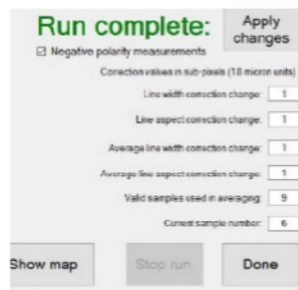 Run complete:
Apply changes
☑ Negative polarity measurements
Correction values in sub-pixels (18 micron units)
Line width correction change: 1
Line aspect correction change: 1
Average line width correction change: 1
Average line aspect correction change: 1
Valid samples used in averaging: 9
Current sample number: 6
Show map
Stop run
Done